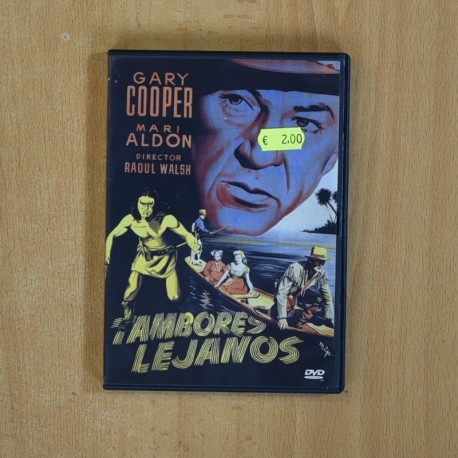 GARY
COOPER
MARI
ALDON
DIRECTOR
RAOUL WALSH
€ 2.00
TAMBORES
LEJANOS
DVD